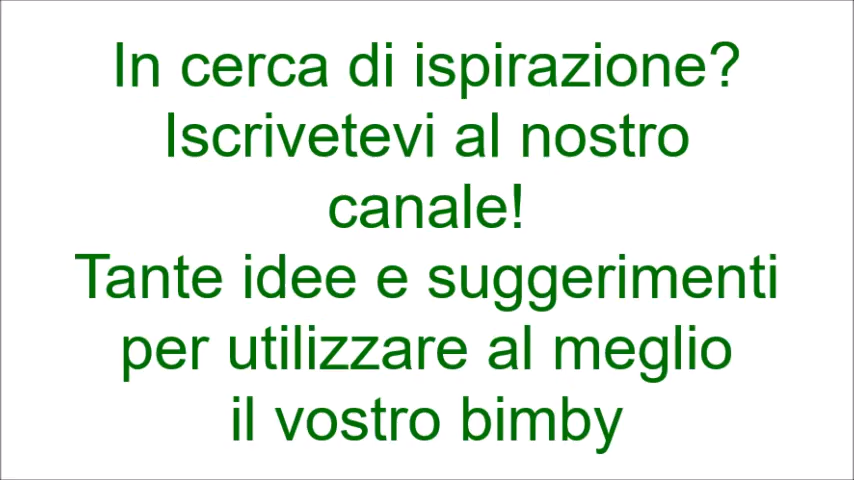 In cerca di ispirazione?
Iscrivetevi al nostro
canale!
Tante idee e suggerimenti
per utilizzare al meglio
il vostro bimby